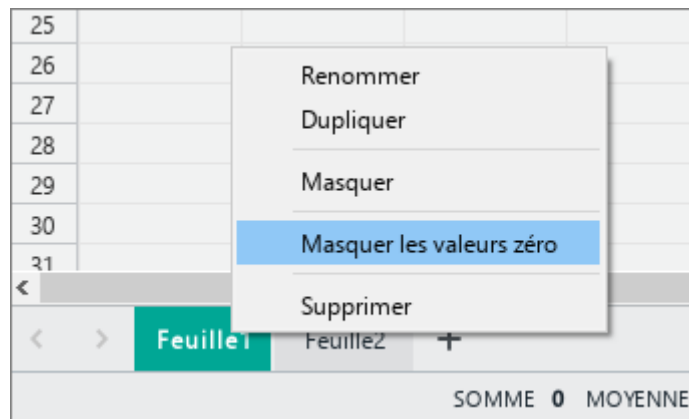 25
26
27
28
29
30
31
Renommer
Dupliquer
Masquer
Masquer les valeurs zéro
Supprimer
< 
< > Feuille1 Feuille2 +
SOMME 0 MOYENNE